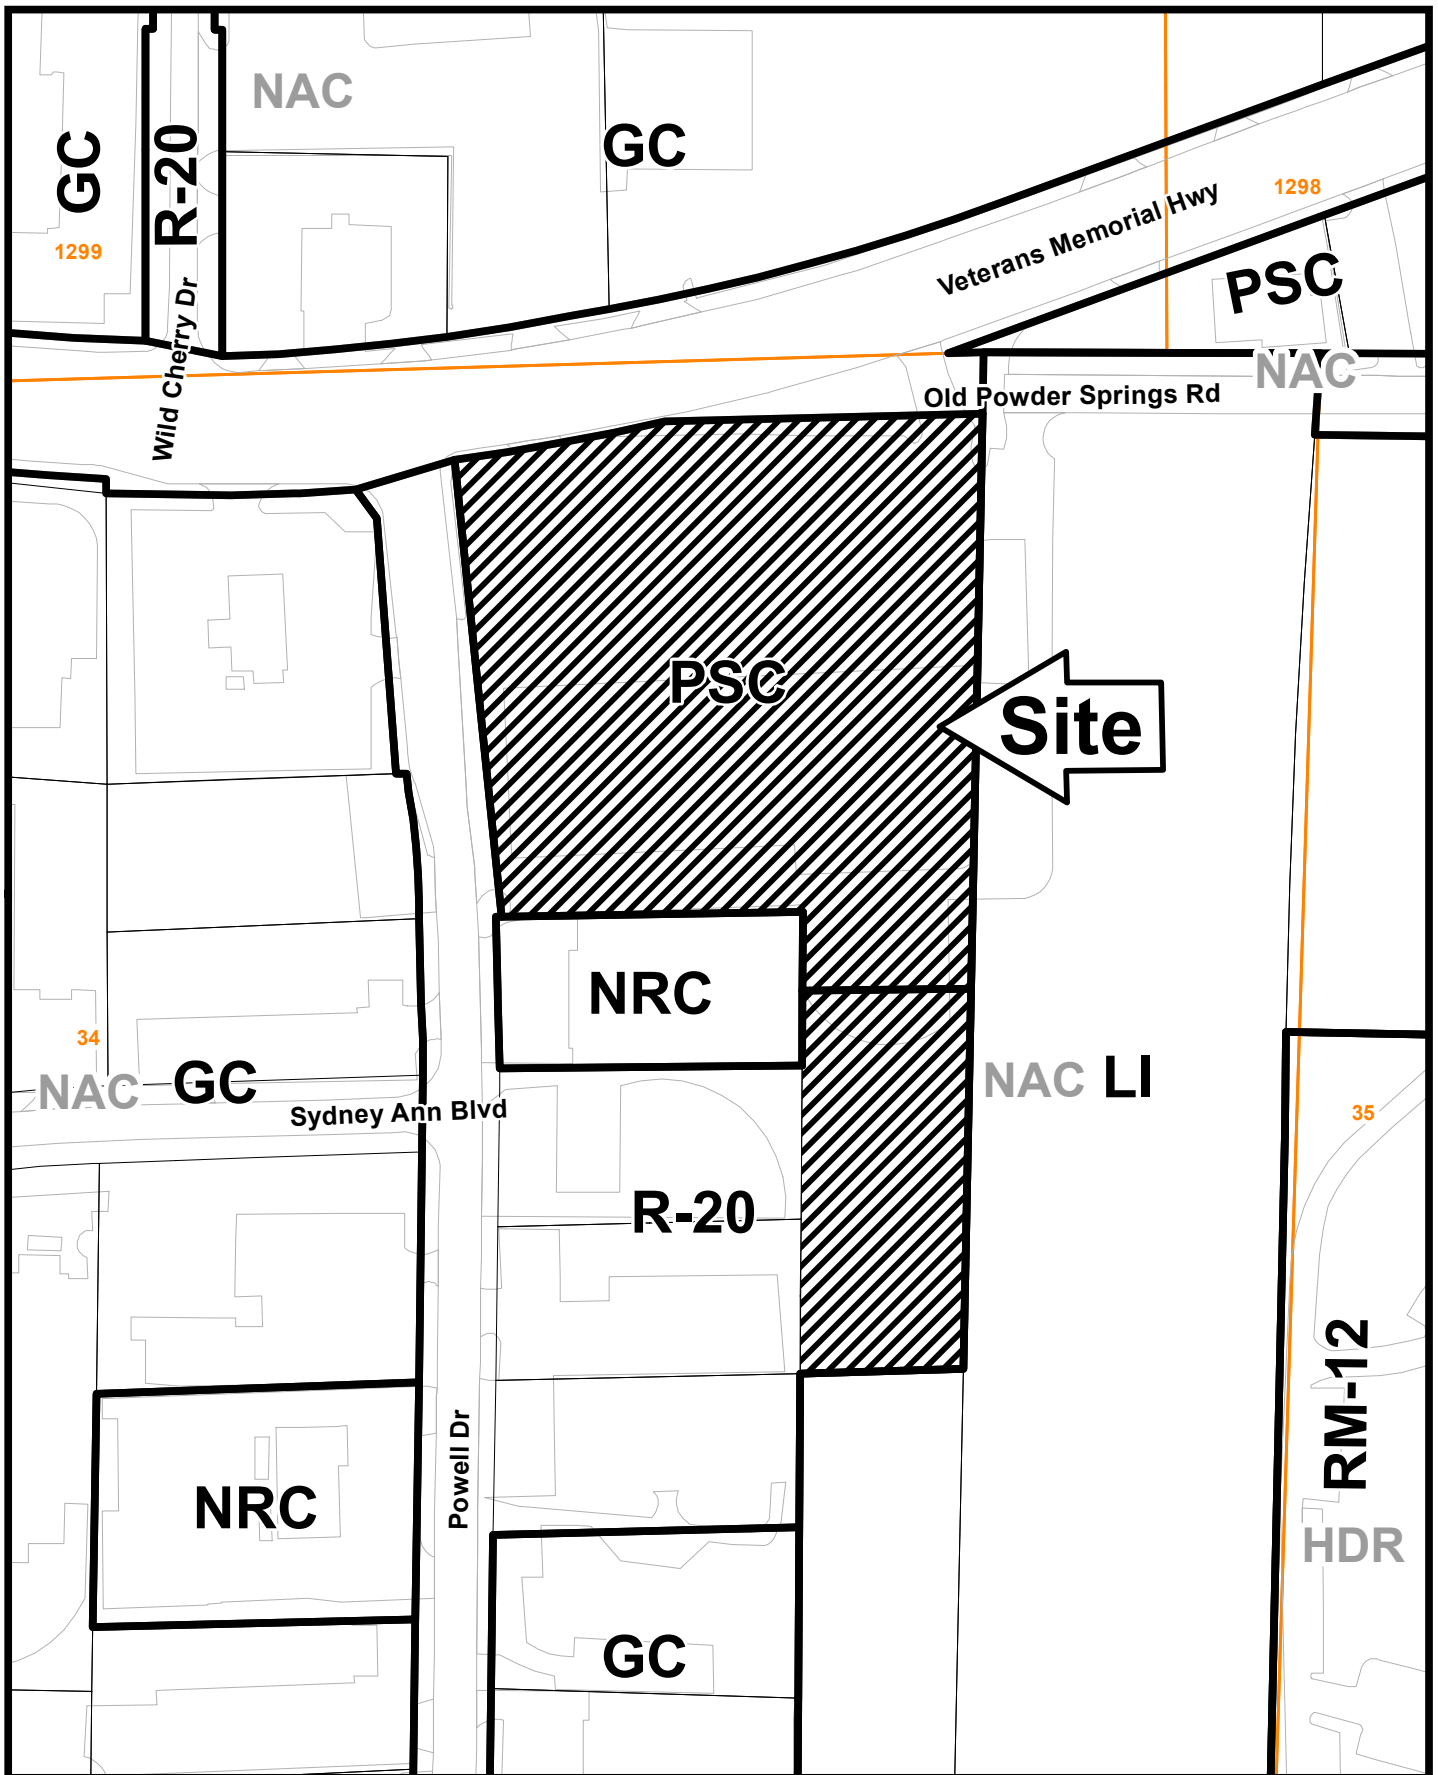 NAC
GC
R-20
GC
1298
Veterans Memorial Hwy
1299
PSC
Wild Cherry Dr
NAC
Old Powder Springs Rd
PSC
Site
NRC
34
NAC
GC
NAC
LI
Sydney Ann Blvd
35
R-20
RM-12
Powell Dr
NRC
HDR
GC